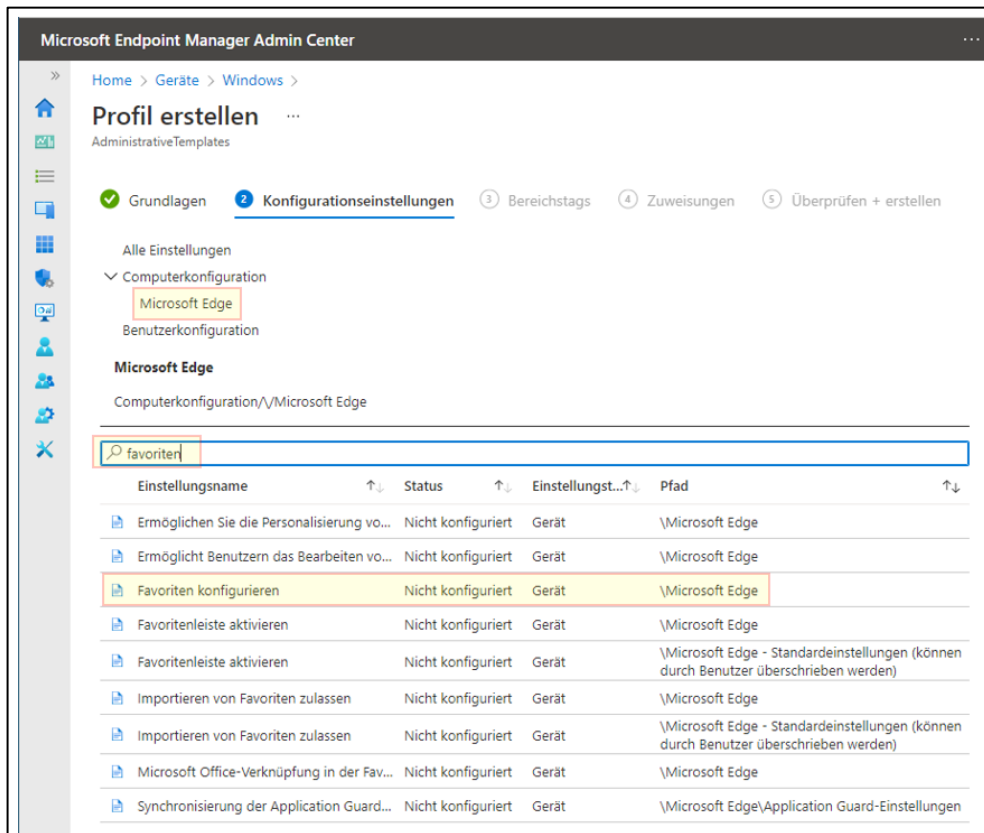 Microsoft Endpoint Manager Admin Center ...
Home > Geräte > Windows >
Profil erstellen ...
AdministrativeTemplates
Grundlagen 2 Konfigurationseinstellungen 3 Bereichstags 4 Zuweisungen 5 Überprüfen + erstellen
Alle Einstellungen
Computerkonfiguration
Microsoft Edge
Benutzerkonfiguration
Microsoft Edge
Computerkonfiguration/\/Microsoft Edge
favoriten
Einstellungsname Status Einstellungst... Pfad
Ermöglichen Sie die Personalisierung vo... Nicht konfiguriert Gerät \Microsoft Edge
Ermöglicht Benutzern das Bearbeiten vo... Nicht konfiguriert Gerät \Microsoft Edge
Favoriten konfigurieren Nicht konfiguriert Gerät \Microsoft Edge
Favoritenleiste aktivieren Nicht konfiguriert Gerät \Microsoft Edge
Favoritenleiste aktivieren Nicht konfiguriert Gerät \Microsoft Edge - Standardeinstellungen (können
durch Benutzer überschrieben werden)
Importieren von Favoriten zulassen Nicht konfiguriert Gerät \Microsoft Edge
Importieren von Favoriten zulassen Nicht konfiguriert Gerät \Microsoft Edge - Standardeinstellungen (können
durch Benutzer überschrieben werden)
Microsoft Office-Verknüpfung in der Fav... Nicht konfiguriert Gerät \Microsoft Edge
Synchronisierung der Application Guard... Nicht konfiguriert Gerät \Microsoft Edge\Application Guard-Einstellungen